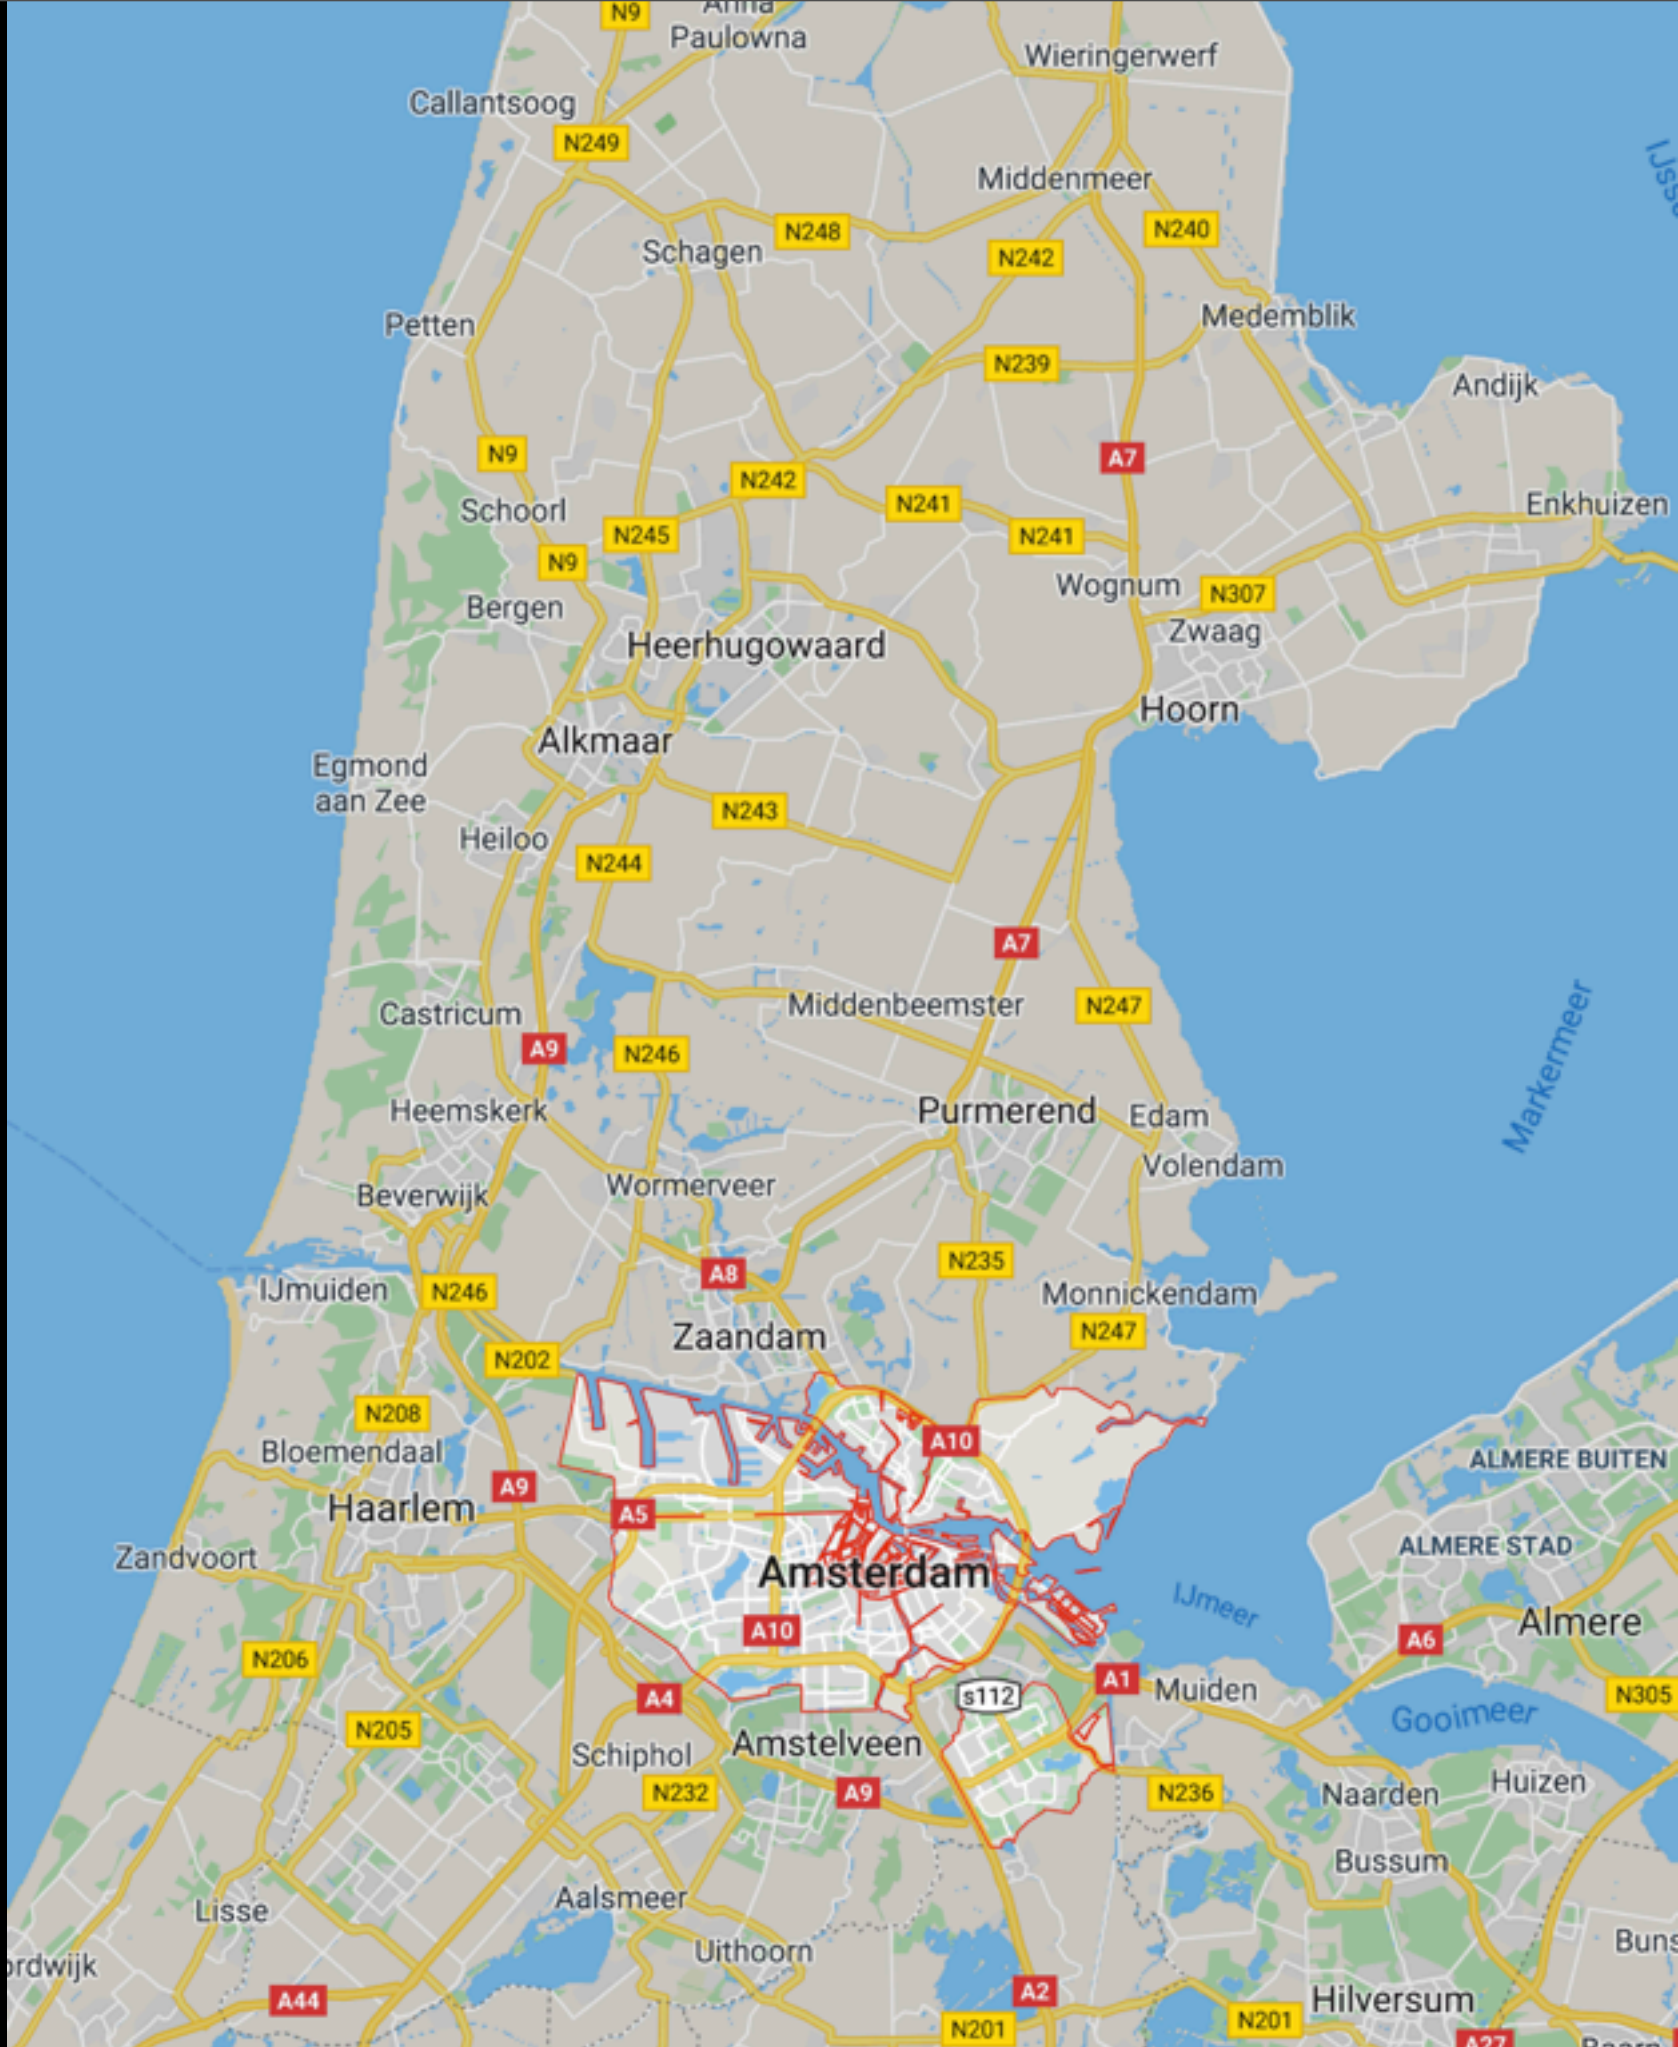 N9
Anna
Paulowna
Wieringerwerf
Callantsoog
N249
Middenmeer
N248
N240
Schagen
N242
Petten
Medemblik
N239
Andijk
N9
A7
N242
Schoorl
N241
Enkhuizen
N245
N241
N9
Wognum
N307
Bergen
Zwaag
Heerhugowaard
Hoorn
Alkmaar
Egmond
aan Zee
N243
Heiloo
N244
A7
Middenbeemster
N247
Castricum
Markermeer
A9
N246
Heemskerk
Purmerend
Edam
Volendam
Wormerveer
Beverwijk
N235
A8
IJmuiden
N246
Monnickendam
Zaandam
N247
N202
N208
A10
Bloemendaal
ALMERE BUITEN
A9
Haarlem
A5
ALMERE STAD
Zandvoort
Amsterdam
IJmeer
Almere
A10
A6
N206
A1
Muiden
s112
N305
A4
Gooimeer
N205
Amstelveen
Schiphol
Huizen
N232
A9
N236
Naarden
Bussum
Aalsmeer
Lisse
Uithoorn
ordwijk
Buns
A2
A44
Hilversum
N201
N201
A27